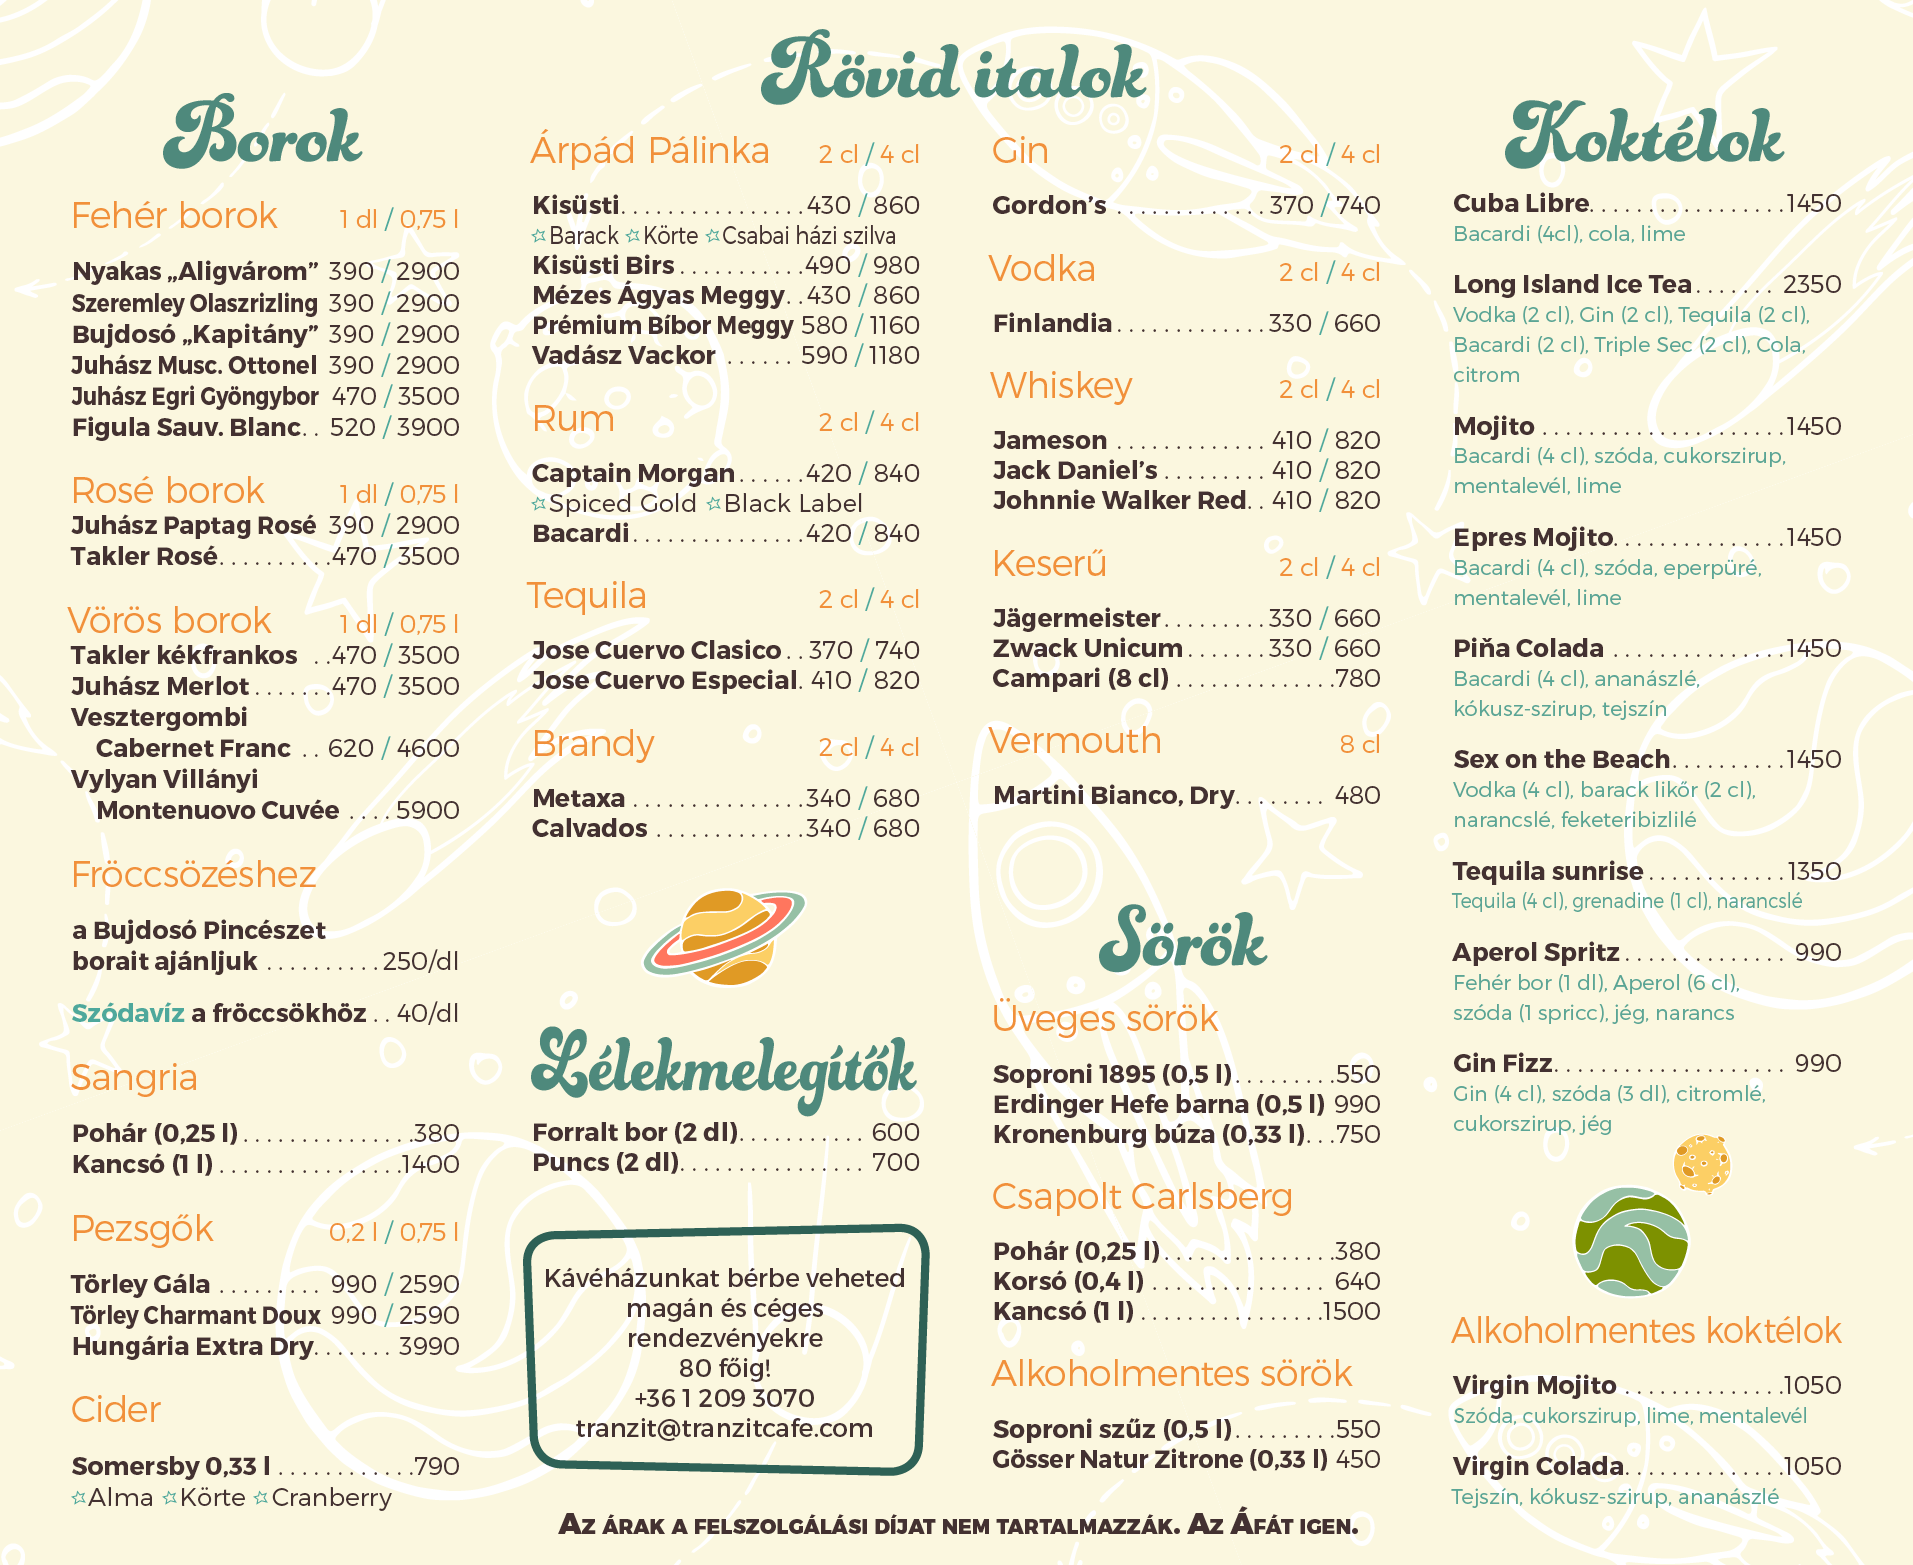 Borok
Fehér borok 1 dl / 0,75 l
Nyakas „Aligvárom” 390 / 2900
Szeremley Olaszrizling 390 / 2900
Bujdosó „Kapitány” 390 / 2900
Juhász Musc. Ottonel 390 / 2900
Juhász Egri Gyöngybor 470 / 3500
Figula Sauv. Blanc. . 520 / 3900
Rosé borok 1 dl / 0,75 l
Juhász Paptag Rosé 390 / 2900
Takler Rosé. . . . . . . . . .470 / 3500
Vörös borok 1 dl / 0,75 l
Takler kékfrankos . .470 / 3500
Juhász Merlot . . . . . . .470 / 3500
Vesztergombi
Cabernet Franc . . 620 / 4600
Vylyan Villányi
Montenuovo Cuvée . . . . 5900
Fröccsözéshez
a Bujdosó Pincészet
borait ajánljuk . . . . . . . . . . 250/dl
Szódavíz a fröccsökhöz . . 40/dl
Sangria
Pohár (0,25 l) . . . . . . . . . . . . . . .380
Kancsó (1 l) . . . . . . . . . . . . . . . .1400
Pezsgők 0,2 l / 0,75 l
Törley Gála . . . . . . . . . 990 / 2590
Törley Charmant Doux 990 / 2590
Hungária Extra Dry. . . . . . . 3990
Cider
Somersby 0,33 l . . . . . . . . . . . .790
☆Alma ☆Körte ☆Cranberry
Rövid italok
Árpád Pálinka 2 cl / 4 cl
Kisüsti. . . . . . . . . . . . . . . . 430 / 860
☆Barack ☆Körte ☆Csabai házi szilva
Kisüsti Birs . . . . . . . . . . .490 / 980
Mézes Ágyas Meggy. . 430 / 860
Prémium Bíbor Meggy 580 / 1160
Vadász Vackor . . . . . . 590 / 1180
Rum 2 cl / 4 cl
Captain Morgan . . . . . . 420 / 840
☆Spiced Gold ☆Black Label
Bacardi. . . . . . . . . . . . . . . 420 / 840
Tequila 2 cl / 4 cl
Jose Cuervo Clasico . . 370 / 740
Jose Cuervo Especial. 410 / 820
Brandy 2 cl / 4 cl
Metaxa . . . . . . . . . . . . . . .340 / 680
Calvados . . . . . . . . . . . . .340 / 680
Lélekmelegítők
Forralt bor (2 dl). . . . . . . . . . . 600
Puncs (2 dl). . . . . . . . . . . . . . . . 700
Kávéházunkat bérbe veheted
magán és céges
rendezvényekre
80 főig!
+36 1 209 3070
tranzit@tranzitcafe.com
Gin 2 cl / 4 cl
Gordon’s . . . . . . . . . . . . . 370 / 740
Vodka 2 cl / 4 cl
Finlandia . . . . . . . . . . . . . 330 / 660
Whiskey 2 cl / 4 cl
Jameson . . . . . . . . . . . . . 410 / 820
Jack Daniel’s . . . . . . . . . 410 / 820
Johnnie Walker Red. . 410 / 820
Keserű 2 cl / 4 cl
Jägermeister . . . . . . . . . 330 / 660
Zwack Unicum . . . . . . . 330 / 660
Campari (8 cl) . . . . . . . . . . . . . .780
Vermouth 8 cl
Martini Bianco, Dry. . . . . . . . 480
Sörök
Üveges sörök
Soproni 1895 (0,5 l). . . . . . . . .550
Erdinger Hefe barna (0,5 l) 990
Kronenburg búza (0,33 l). . .750
Csapolt Carlsberg
Pohár (0,25 l) . . . . . . . . . . . . . . .380
Korsó (0,4 l) . . . . . . . . . . . . . . . 640
Kancsó (1 l) . . . . . . . . . . . . . . . .1500
Alkoholmentes sörök
Soproni szűz (0,5 l). . . . . . . . .550
Gösser Natur Zitrone (0,33 l) 450
Koktélok
Cuba Libre. . . . . . . . . . . . . . . . .1450
Bacardi (4cl), cola, lime
Long Island Ice Tea . . . . . . . 2350
Vodka (2 cl), Gin (2 cl), Tequila (2 cl),
Bacardi (2 cl), Triple Sec (2 cl), Cola,
citrom
Mojito . . . . . . . . . . . . . . . . . . . . .1450
Bacardi (4 cl), szóda, cukorszirup,
mentalevél, lime
Epres Mojito. . . . . . . . . . . . . . .1450
Bacardi (4 cl), szóda, eperpüré,
mentalevél, lime
Piňa Colada . . . . . . . . . . . . . . .1450
Bacardi (4 cl), ananászlé,
kókusz-szirup, tejszín
Sex on the Beach. . . . . . . . . .1450
Vodka (4 cl), barack likőr (2 cl),
narancslé, feketeribizlilé
Tequila sunrise . . . . . . . . . . . .1350
Tequila (4 cl), grenadine (1 cl), narancslé
Aperol Spritz . . . . . . . . . . . . . . 990
Fehér bor (1 dl), Aperol (6 cl),
szóda (1 spricc), jég, narancs
Gin Fizz. . . . . . . . . . . . . . . . . . . . 990
Gin (4 cl), szóda (3 dl), citromlé,
cukorszirup, jég
Alkoholmentes koktélok
Virgin Mojito . . . . . . . . . . . . . .1050
Szóda, cukorszirup, lime, mentalevél
Virgin Colada. . . . . . . . . . . . . .1050
Tejszín, kókusz-szirup, ananászlé
Az árak a felszolgálási díjat nem tartalmazzák. Az Áfát igen.